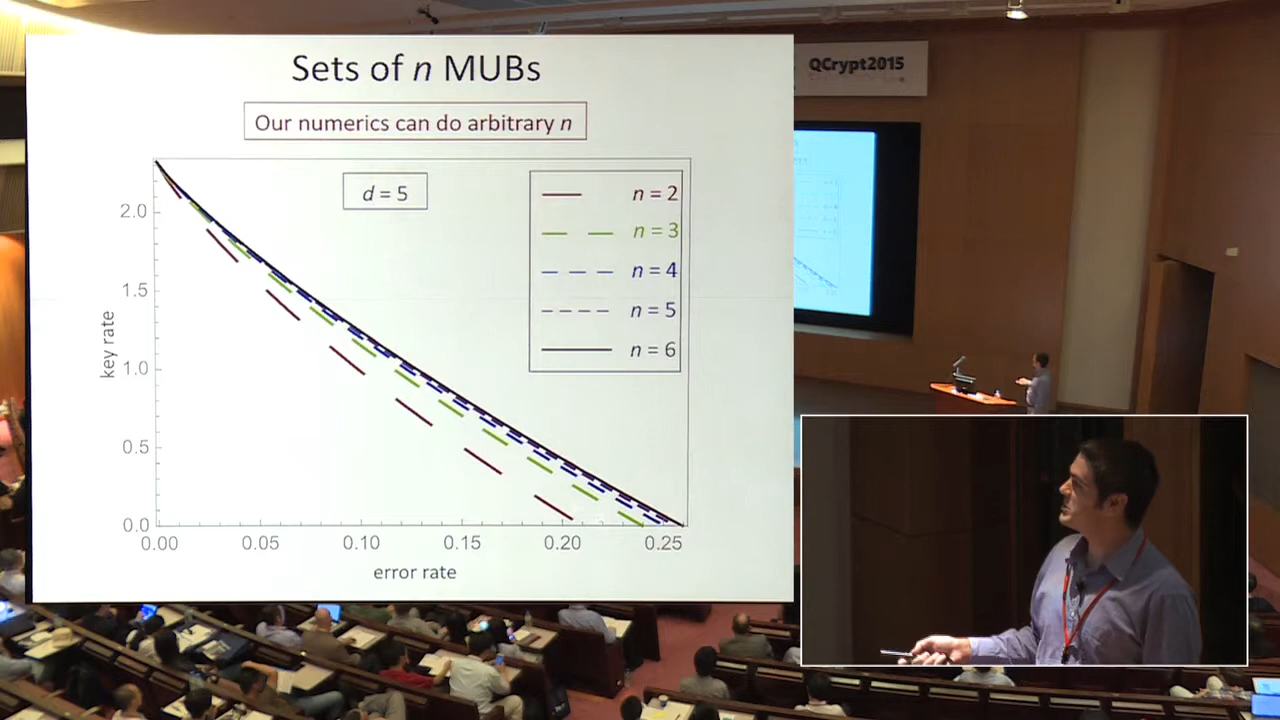 Sets of n MUBs
Our numerics can do arbitrary n
d = 5
n = 2
n = 3
n = 4
n = 5
n = 6
2.0
1.5
1.0
0.5
0.0
key rate
0.00 0.05 0.10 0.15 0.20 0.25
error rate
QCrypt2015